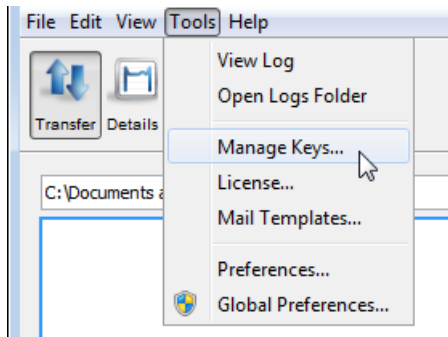 File Edit View Tools Help
View Log
Open Logs Folder
Transfer Details
Manage Keys...
License...
C:\Documents a
Mail Templates...
Preferences...
Global Preferences...